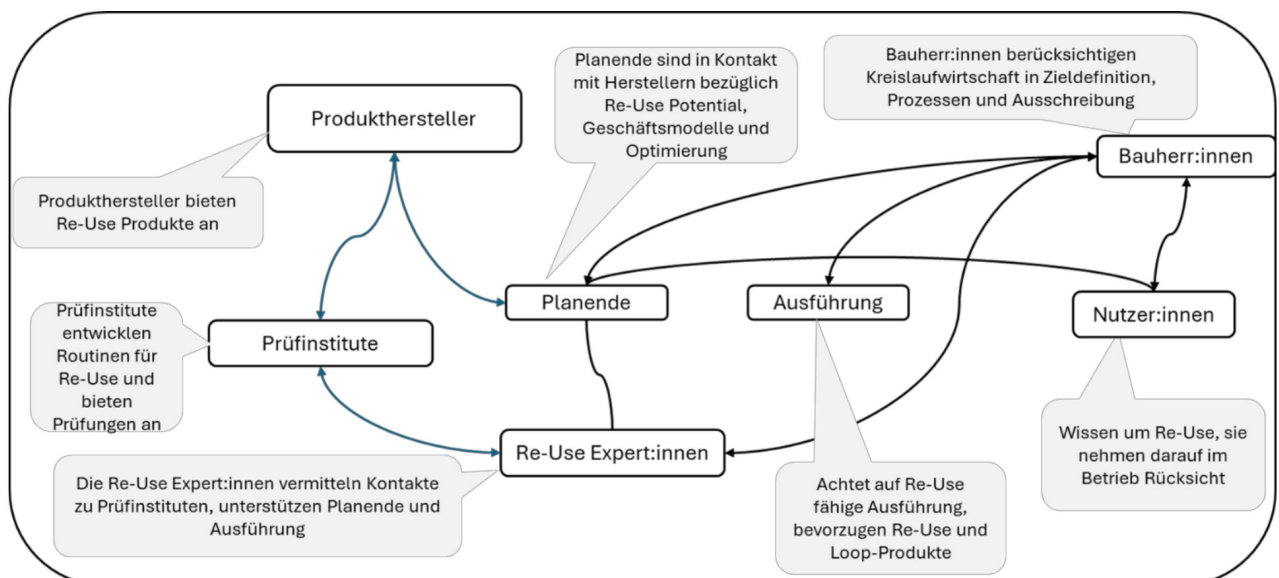 Produkthersteller
Produkthersteller bieten
Re-Use Produkte an
Planende sind in Kontakt
mit Herstellern bezüglich
Re-Use Potential,
Geschäftsmodelle und
Optimierung
Bauherr:innen berücksichtigen
Kreislaufwirtschaft in Zieldefinition,
Prozessen und Ausschreibung
Bauherr:innen
Planende
Ausführung
Nutzer:innen
Prüfinstitute
entwicklen
Routinen für
Re-Use und
bieten
Prüfungen an
Prüfinstitute
Re-Use Expert:innen
Die Re-Use Expert:innen vermitteln Kontakte
zu Prüfinstituten, unterstützen Planende und
Ausführung
Achtet auf Re-Use
fähige Ausführung,
bevorzugen Re-Use und
Loop-Produkte
Wissen um Re-Use, sie
nehmen darauf im
Betrieb Rücksicht